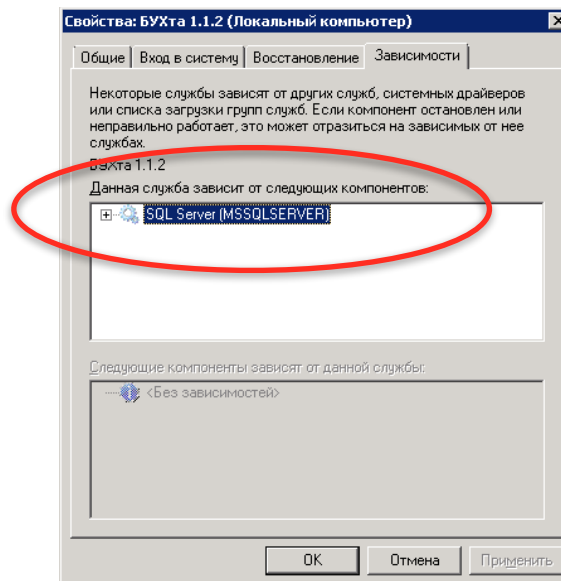 Свойства: БУХта 1.1.2 (Локальный компьютер)
Общие Вход в систему Восстановление Зависимости
Некоторые службы зависят от других служб, системных драйверов
или списка загрузки групп служб. Если компонент остановлен или
неправильно работает, это может отразиться на зависимых от нее
службах.
БУХта 1.1.2
Данная служба зависит от следующих компонентов:
SQL Server (MSSQLSERVER)
Следующие компоненты зависят от данной службы:
<Без зависимостей>
OK Отмена Применить